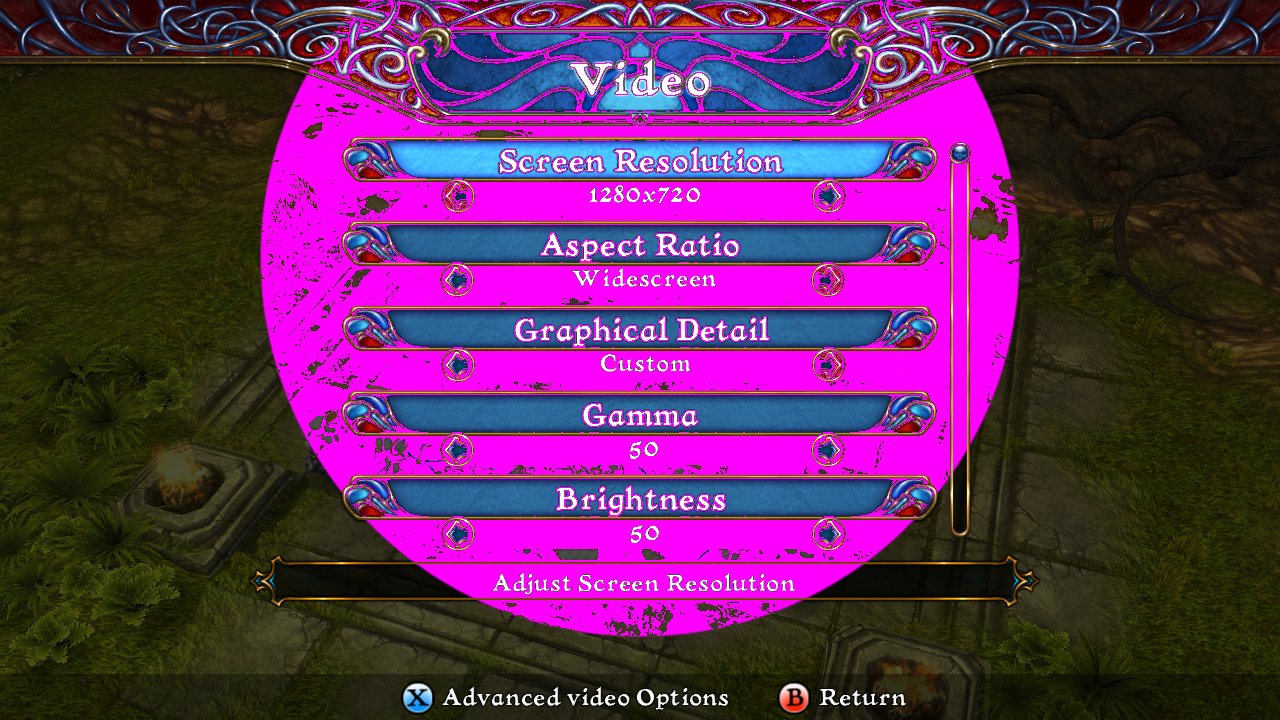 Video
Screen Resolution
1280x720
Aspect Ratio
Widescreen
Graphical Detail
Custom
Gamma
50
Brightness
50
Adjust Screen Resolution
X Advanced video Options B Return